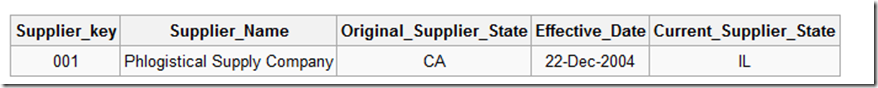 Supplier_key Supplier_Name Original_Supplier_State Effective_Date Current_Supplier_State
001 Phlogistical Supply Company CA 22-Dec-2004 IL